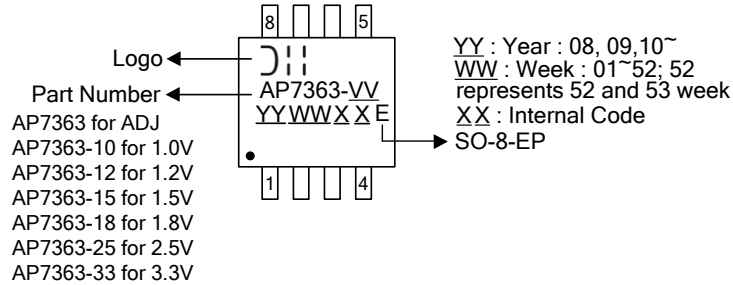 8 5
Logo
Part Number
AP7363 for ADJ
AP7363-10 for 1.0V
AP7363-12 for 1.2V
AP7363-15 for 1.5V
AP7363-18 for 1.8V
AP7363-25 for 2.5V
AP7363-33 for 3.3V
AP7363-VV
YYWWXXE
1 4
YY : Year : 08, 09,10~
WW : Week : 01~52; 52
represents 52 and 53 week
XX : Internal Code
SO-8-EP